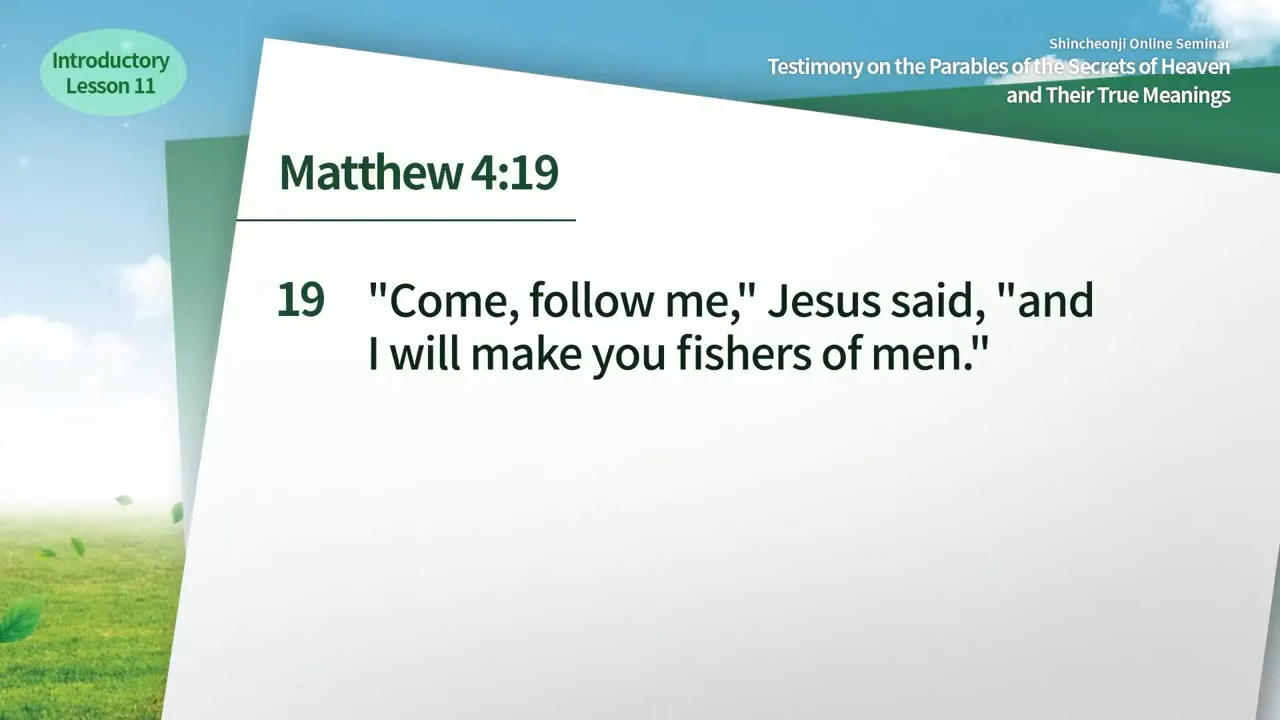 Introductory
Lesson 11
Shincheonji Online Seminar
Testimony on the Parables of the Secrets of Heaven
and Their True Meanings
Matthew 4:19
19 "Come, follow me," Jesus said, "and
I will make you fishers of men."